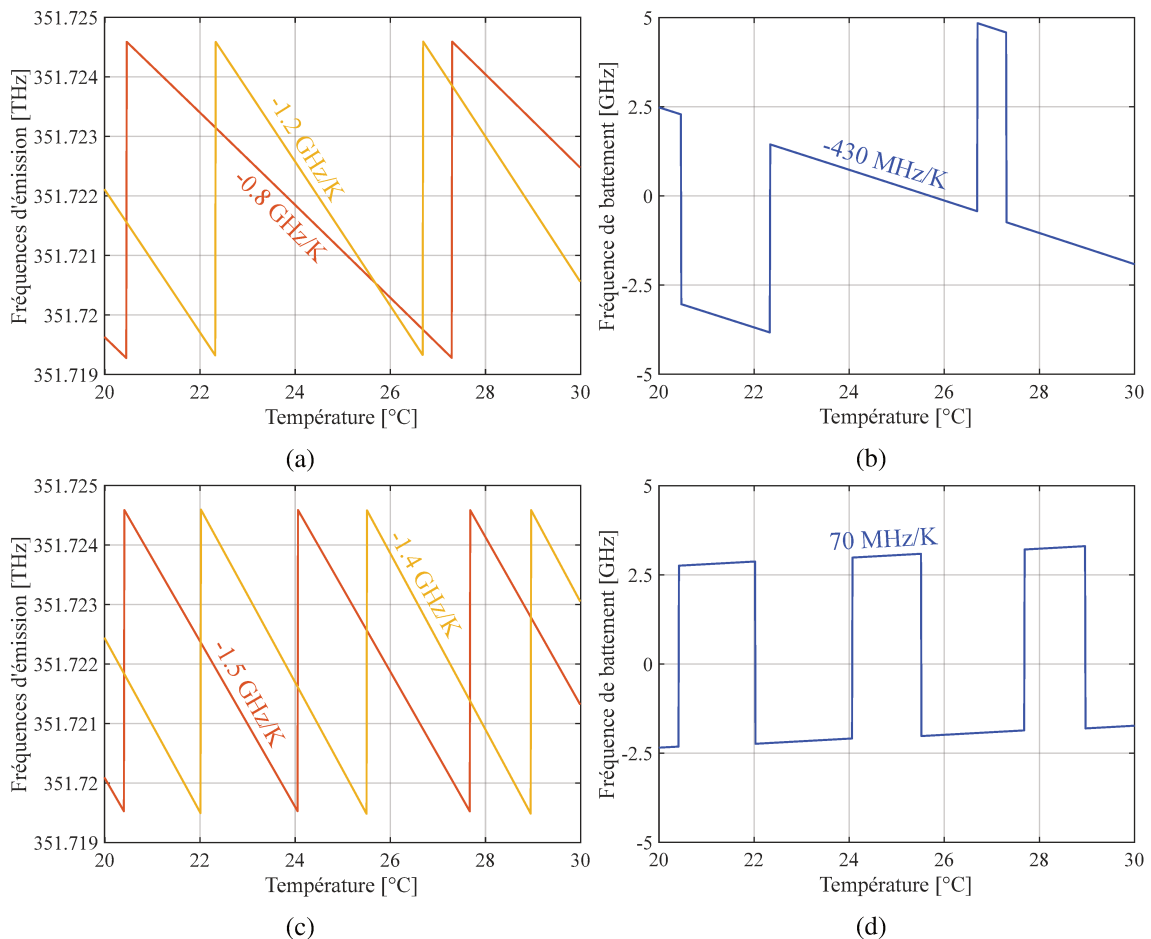 351.725
351.724
351.723
351.722
351.721
351.72
351.719
Fréquences d'émission [THz]
-1.2 GHz/K
-0.8 GHz/K
20 22 24 26 28 30
Température [°C]
(a)
5
2.5
0
-2.5
-5
Fréquence de battement [GHz]
-430 MHz/K
20 22 24 26 28 30
Température [°C]
(b)
351.725
351.724
351.723
351.722
351.721
351.72
351.719
Fréquences d'émission [THz]
-1.4 GHz/K
-1.5 GHz/K
20 22 24 26 28 30
Température [°C]
(c)
5
2.5
0
-2.5
-5
Fréquence de battement [GHz]
70 MHz/K
20 22 24 26 28 30
Température [°C]
(d)